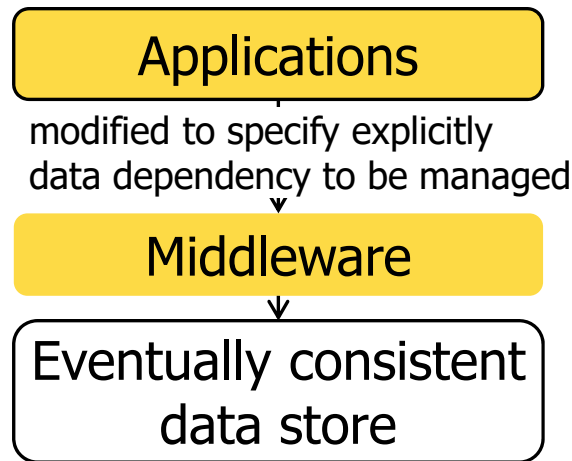 Applications
modified to specify explicitly
data dependency to be managed
Middleware
Eventually consistent
data store